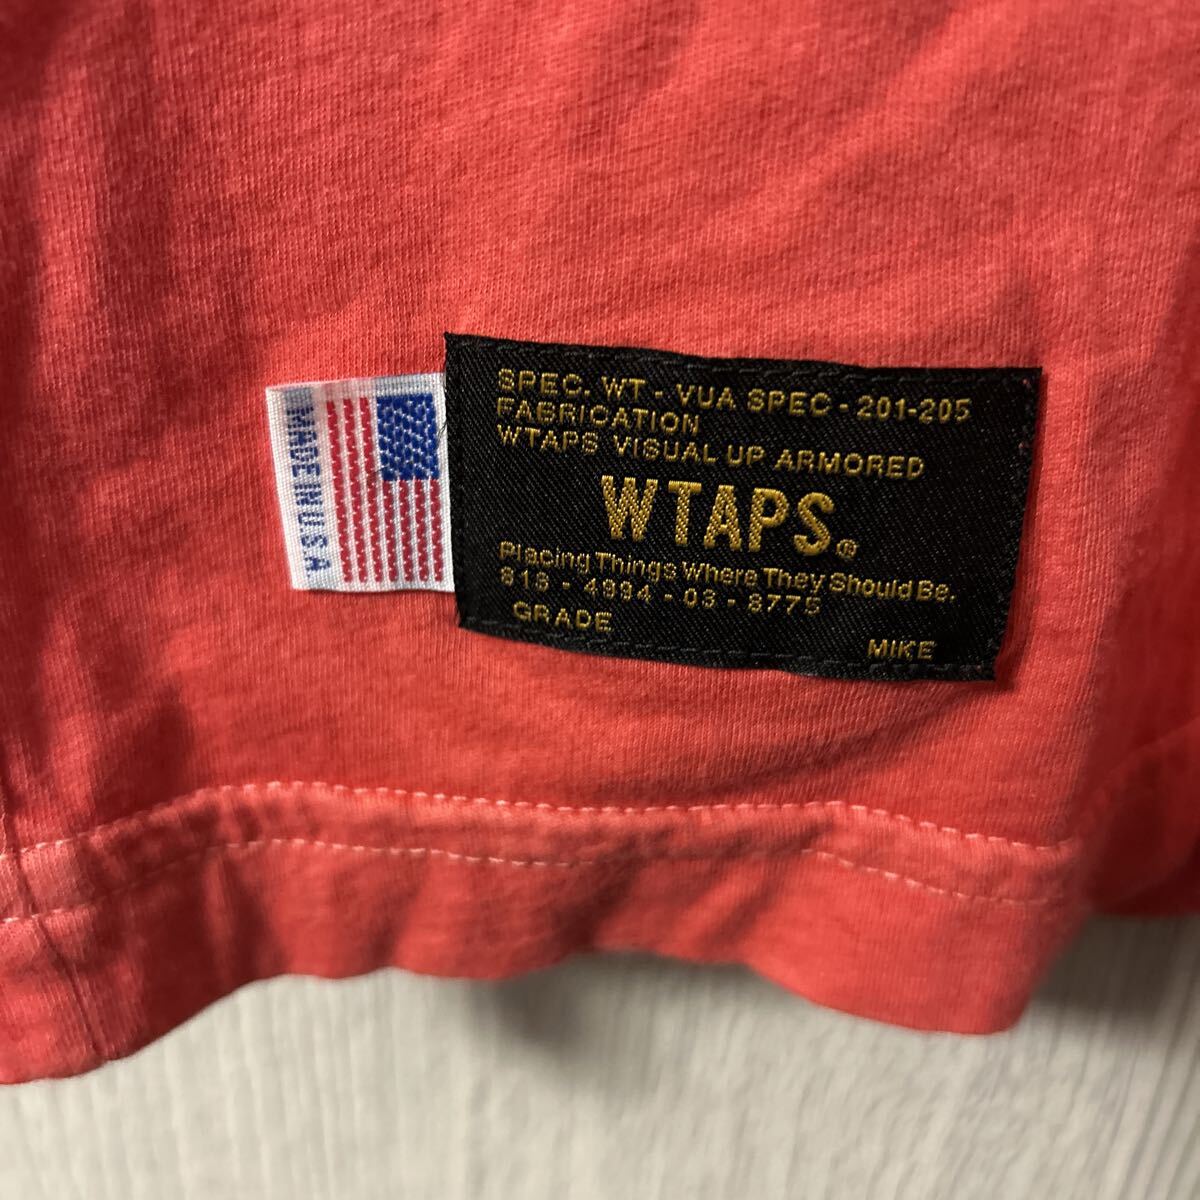 MADE IN U.S.A
SPEC. WT - VUA SPEC - 201-205
FABRICATION
WTAPS VISUAL UP ARMORED
WTAPS®
Placing Things Where They Should Be.
818 - 4994 - 03 - 8775
GRADE
MIKE